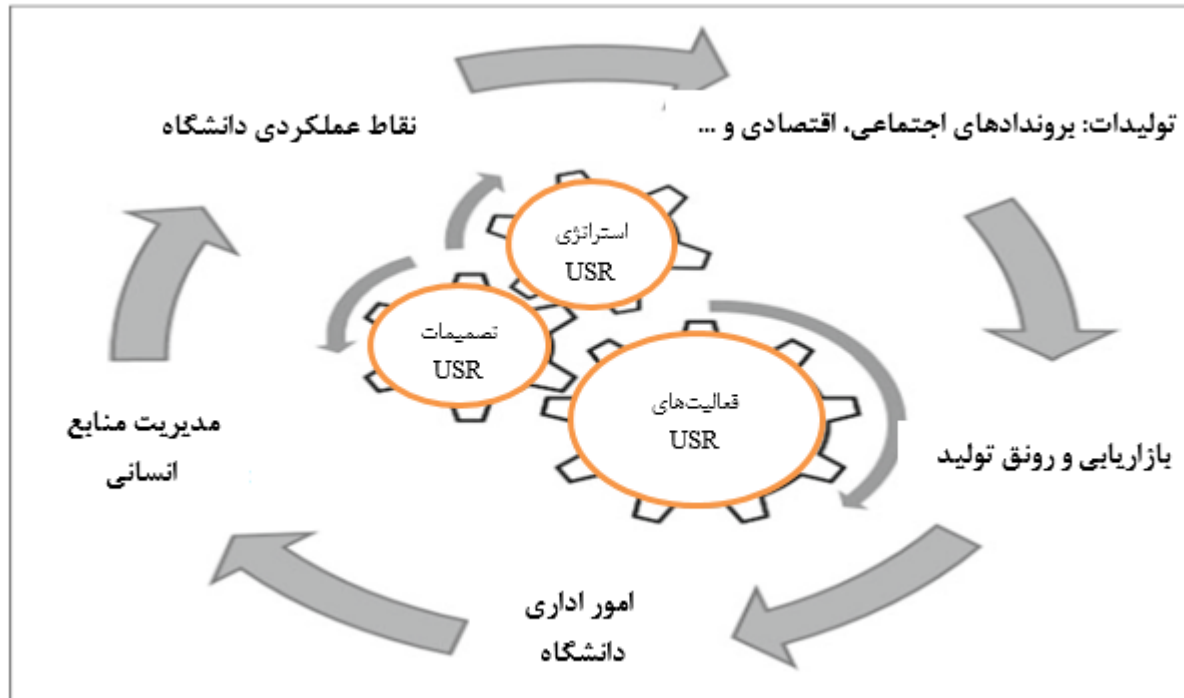 نقاط عملکردی دانشگاه
تولیدات: بروندادهای اجتماعی، اقتصادی و ...
استراتژی
USR
تصمیمات
USR
فعالیت‌های
USR
مدیریت منابع
انسانی
بازاریابی و رونق تولید
امور اداری
دانشگاه